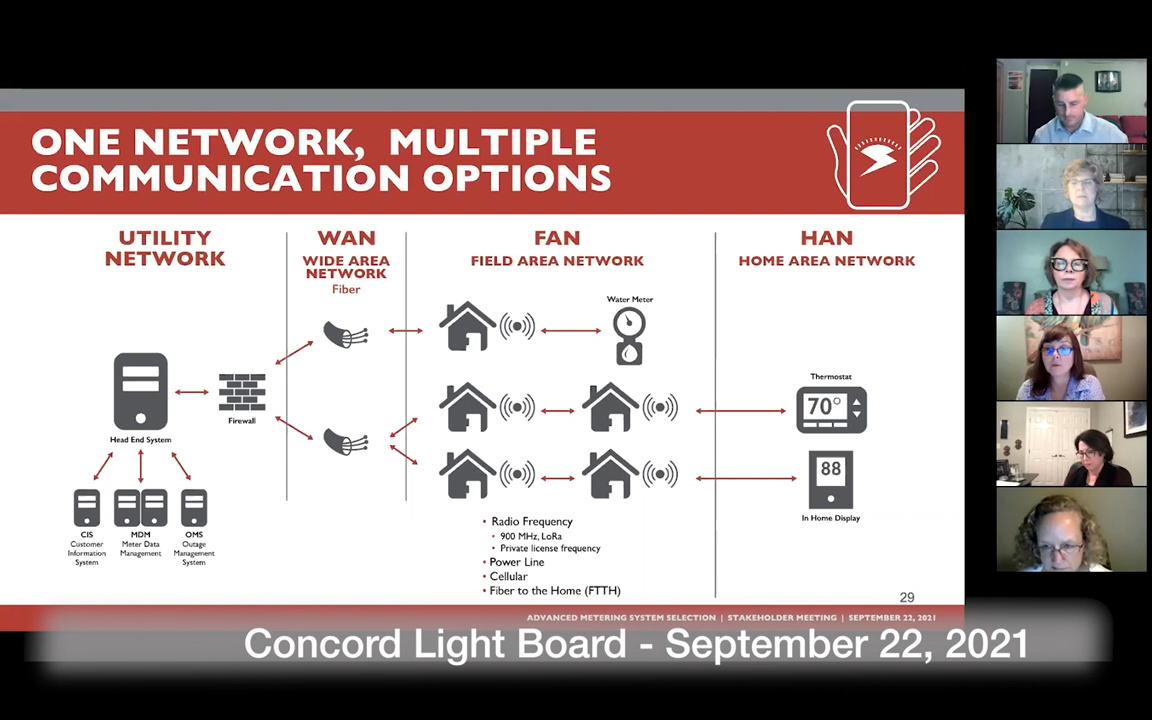 ONE NETWORK, MULTIPLE
COMMUNICATION OPTIONS
UTILITY
NETWORK
WAN
WIDE AREA
NETWORK
Fiber
FAN
FIELD AREA NETWORK
HAN
HOME AREA NETWORK
Water Meter
Thermostat
70°
Firewall
Head End System
88
In Home Display
CIS
Customer
Information
System
MDM
Meter Data
Management
OMS
Outage
Management
System
• Radio Frequency
• 900 MHz, LoRa
• Private license frequency
• Power Line
• Cellular
• Fiber to the Home (FTTH)
29
ADVANCED METERING SYSTEM SELECTION | STAKEHOLDER MEETING | SEPTEMBER 22, 2021
Concord Light Board - September 22, 2021